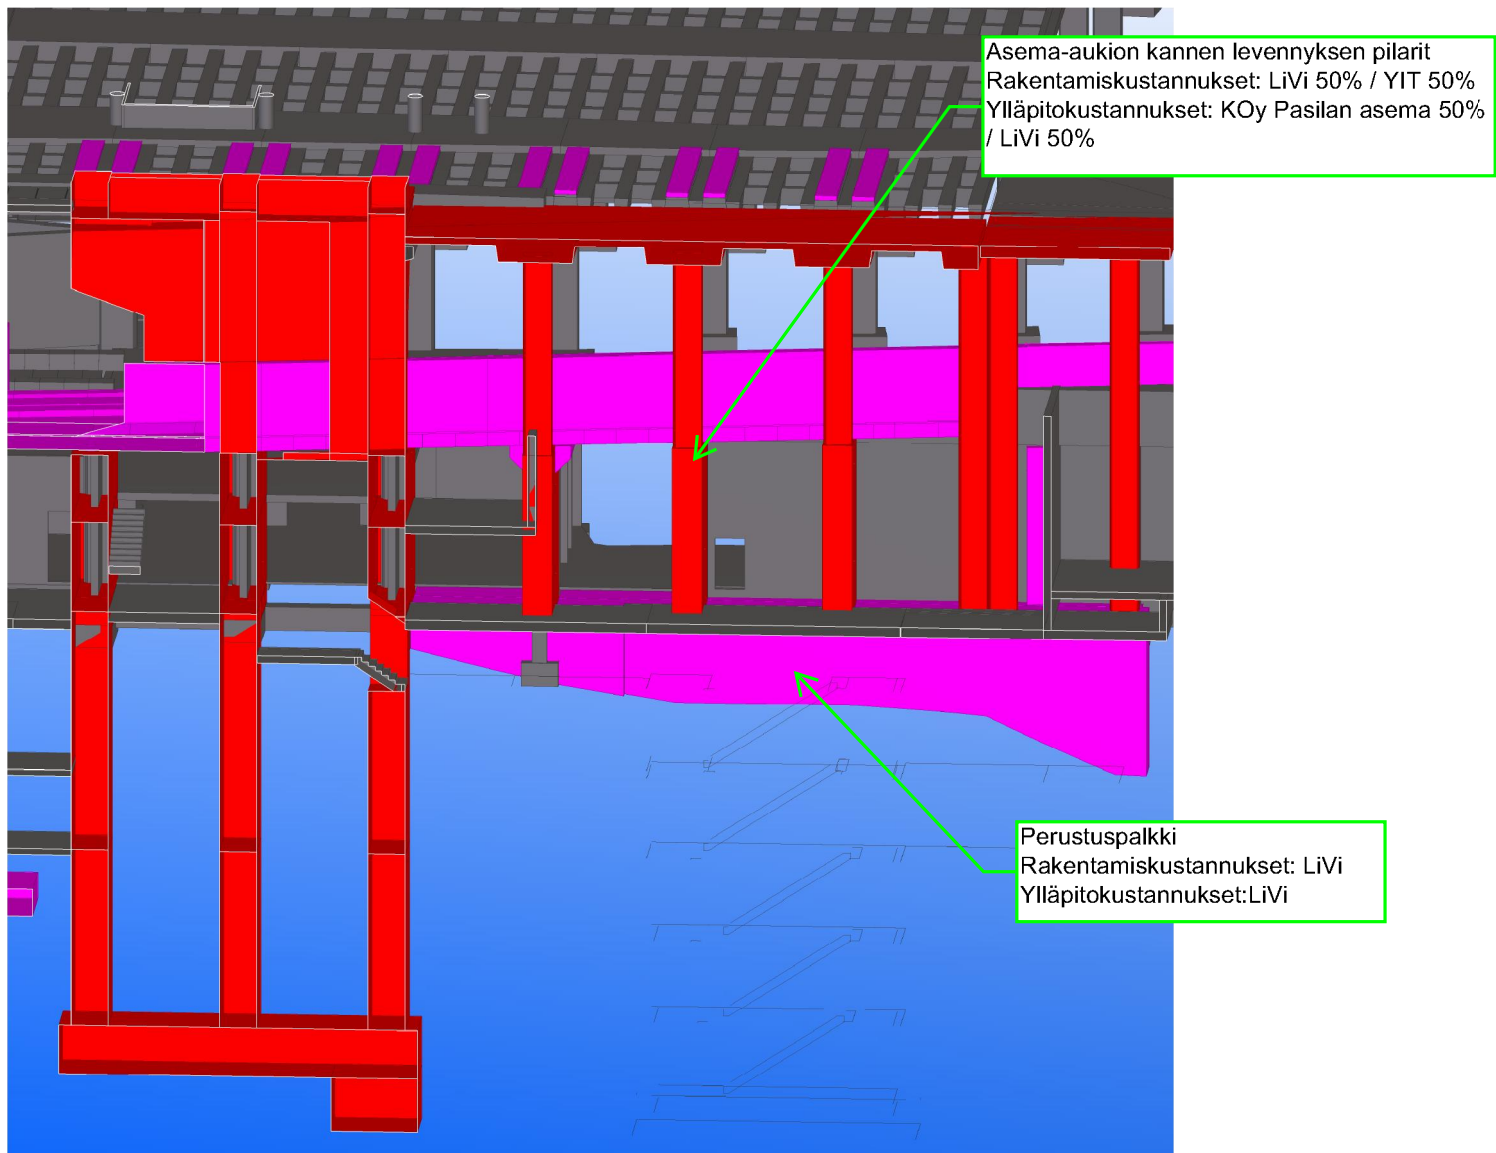 Asema-aukion kannen levennyksen pilarit
Rakentamiskustannukset: LiVi 50% / YIT 50%
Ylläpitokustannukset: KOy Pasilan asema 50%
/ LiVi 50%
Perustuspalkki
Rakentamiskustannukset: LiVi
Ylläpitokustannukset:LiVi